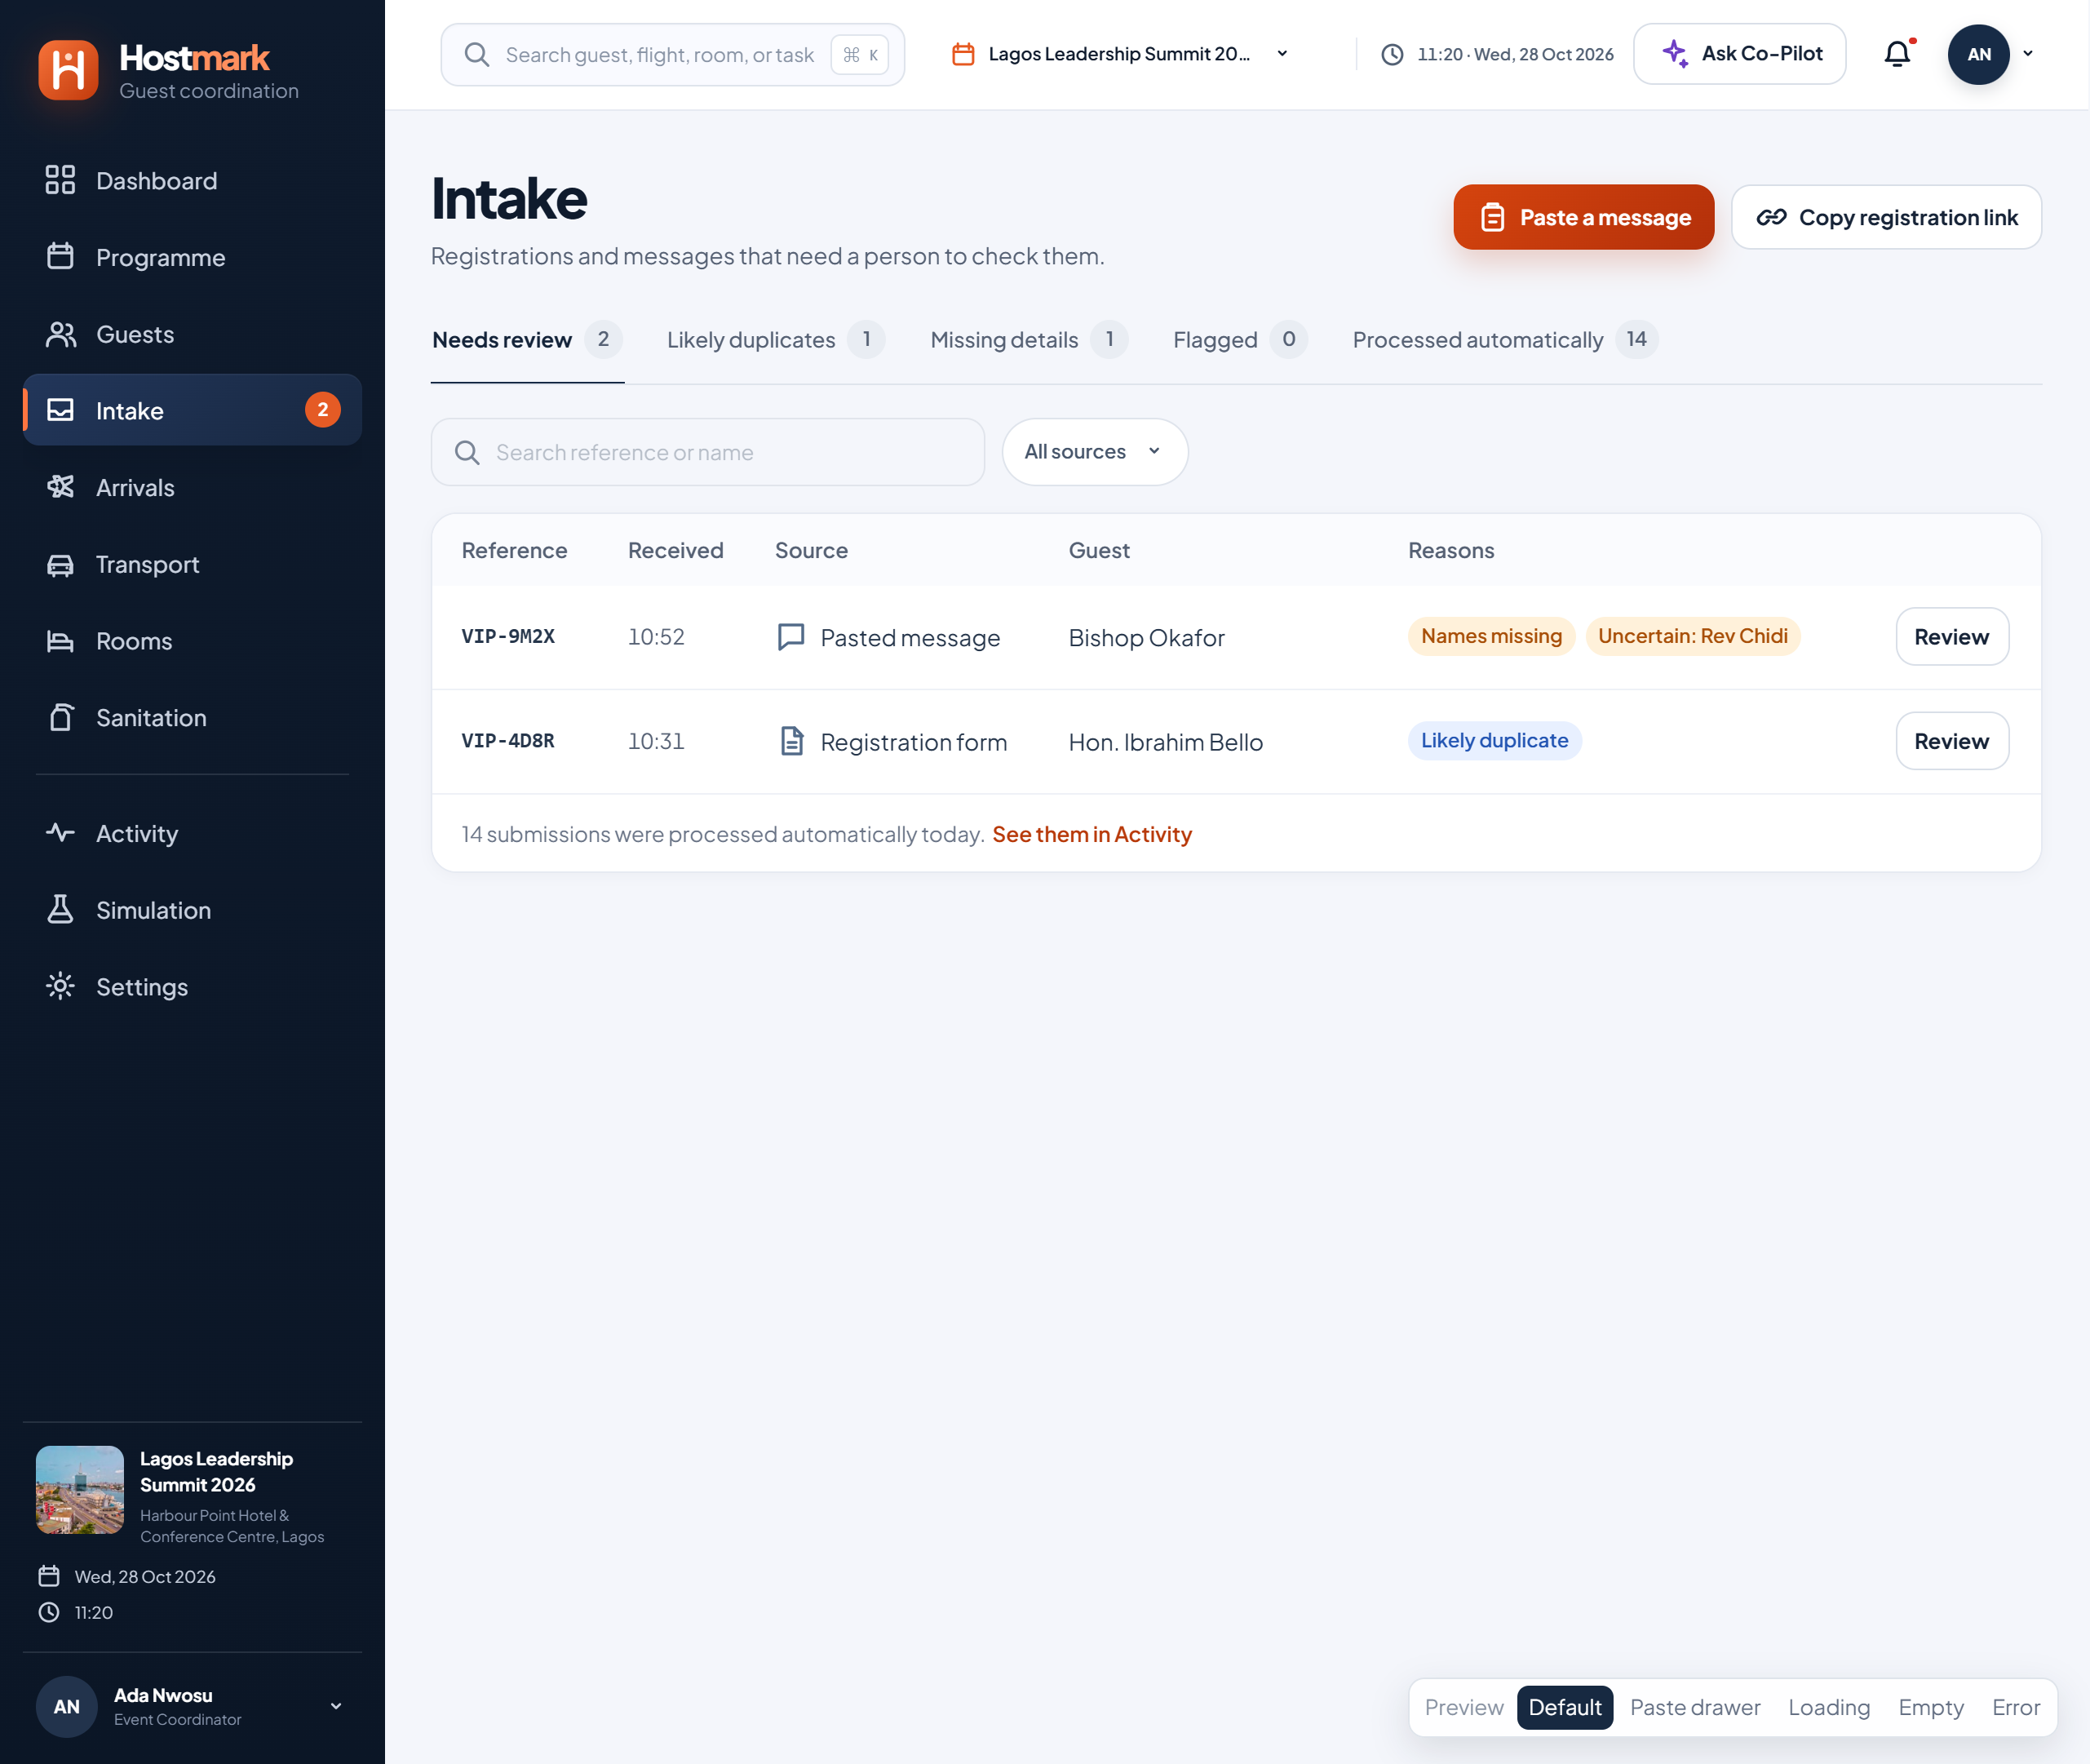 Hostmark
Guest coordination
Dashboard
Programme
Guests
Intake 2
Arrivals
Transport
Rooms
Sanitation
Activity
Simulation
Settings
Lagos Leadership
Summit 2026
Harbour Point Hotel &
Conference Centre, Lagos
Wed, 28 Oct 2026
11:20
AN
Ada Nwosu
Event Coordinator
Search guest, flight, room, or task ⌘ K
Lagos Leadership Summit 20...
11:20 · Wed, 28 Oct 2026
Ask Co-Pilot
AN
Intake
Registrations and messages that need a person to check them.
Paste a message
Copy registration link
Needs review 2 Likely duplicates 1 Missing details 1 Flagged 0 Processed automatically 14
Search reference or name
All sources
Reference Received Source Guest Reasons
VIP-9M2X 10:52 Pasted message Bishop Okafor Names missing Uncertain: Rev Chidi Review
VIP-4D8R 10:31 Registration form Hon. Ibrahim Bello Likely duplicate Review
14 submissions were processed automatically today. See them in Activity
Preview Default Paste drawer Loading Empty Error